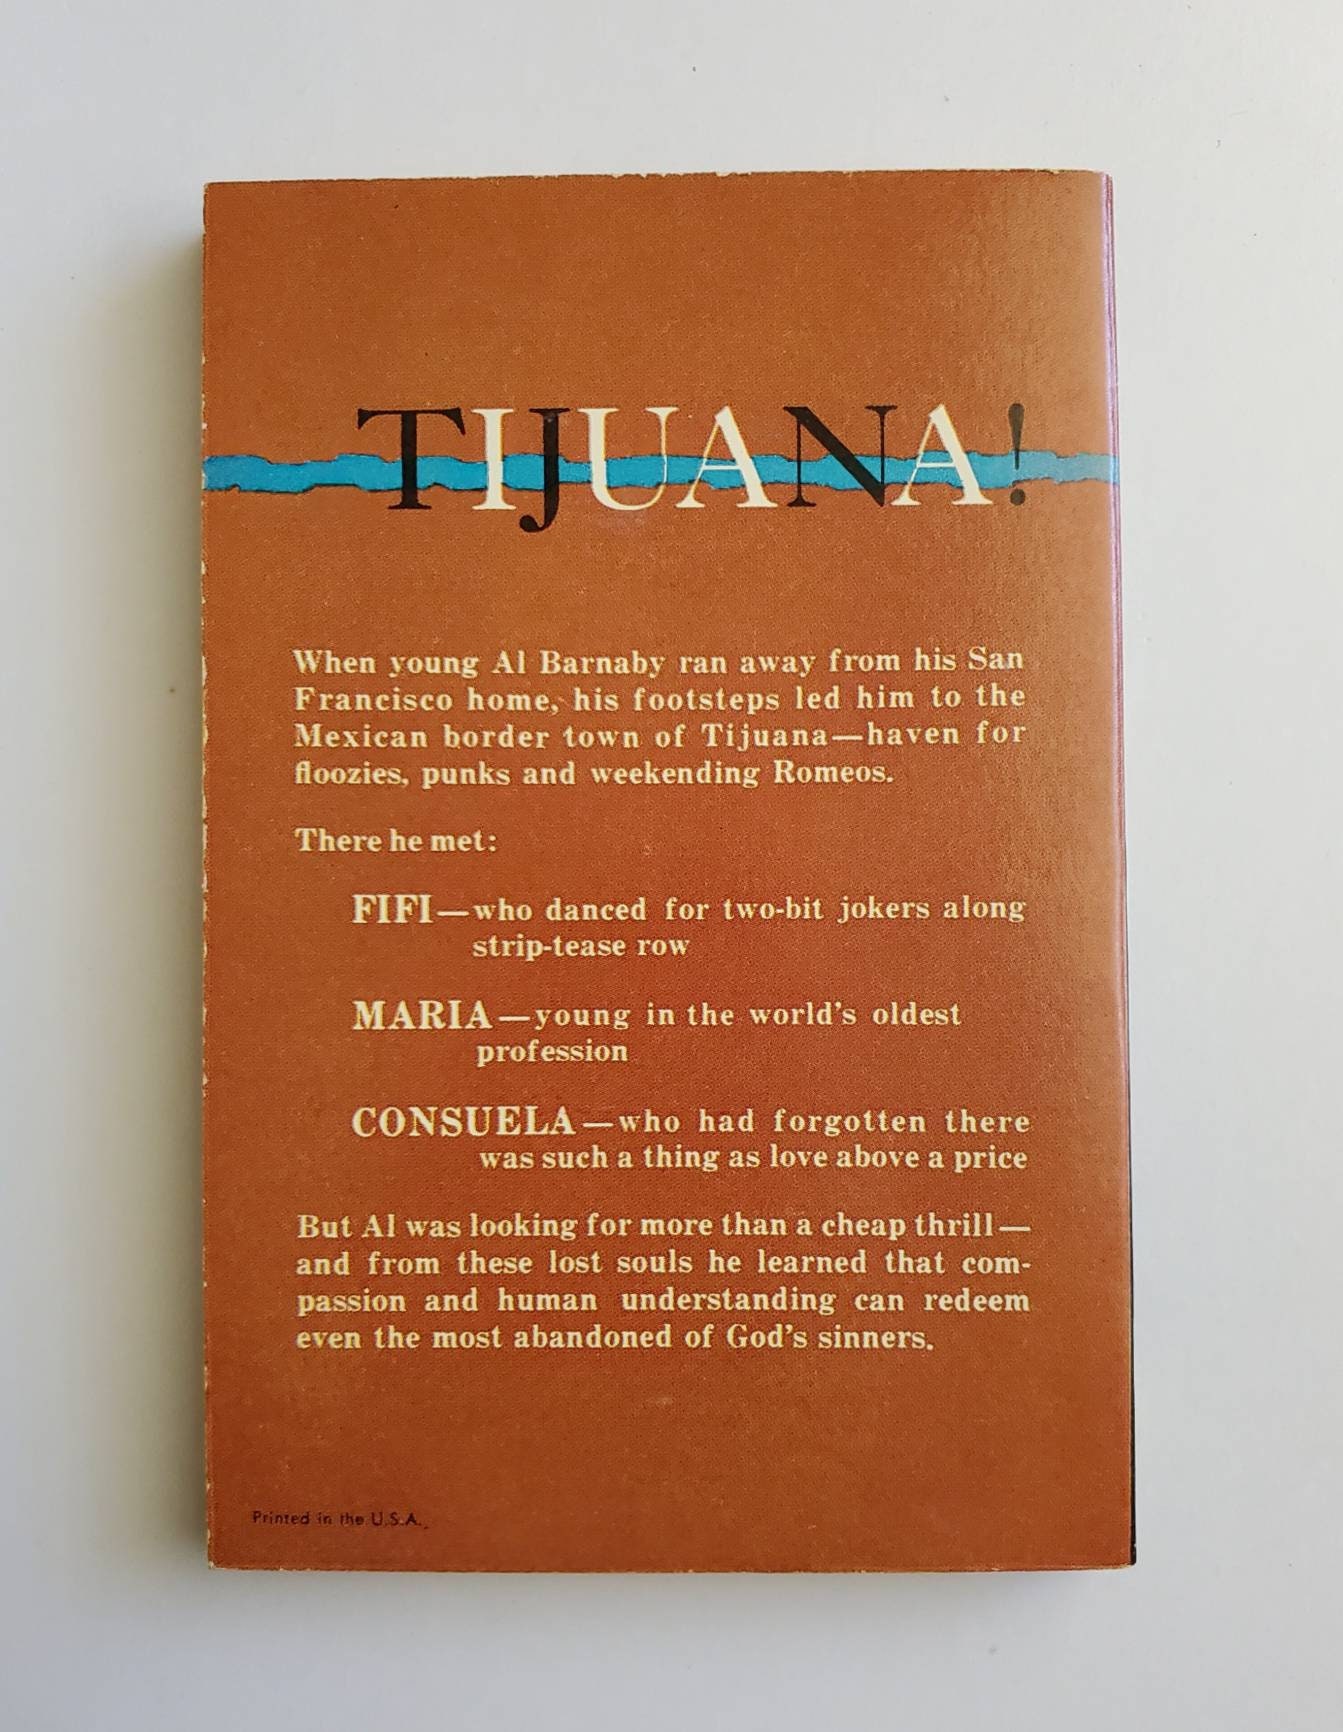 TIJUANA!
When young Al Barnaby ran away from his San
Francisco home, his footsteps led him to the
Mexican border town of Tijuana—haven for
floozies, punks and weekending Romeos.
There he met:
FIFI—who danced for two-bit jokers along
strip-tease row
MARIA—young in the world's oldest
profession
CONSUELA—who had forgotten there
was such a thing as love above a price
But Al was looking for more than a cheap thrill—
and from these lost souls he learned that com-
passion and human understanding can redeem
even the most abandoned of God's sinners.
Printed in the U.S.A.